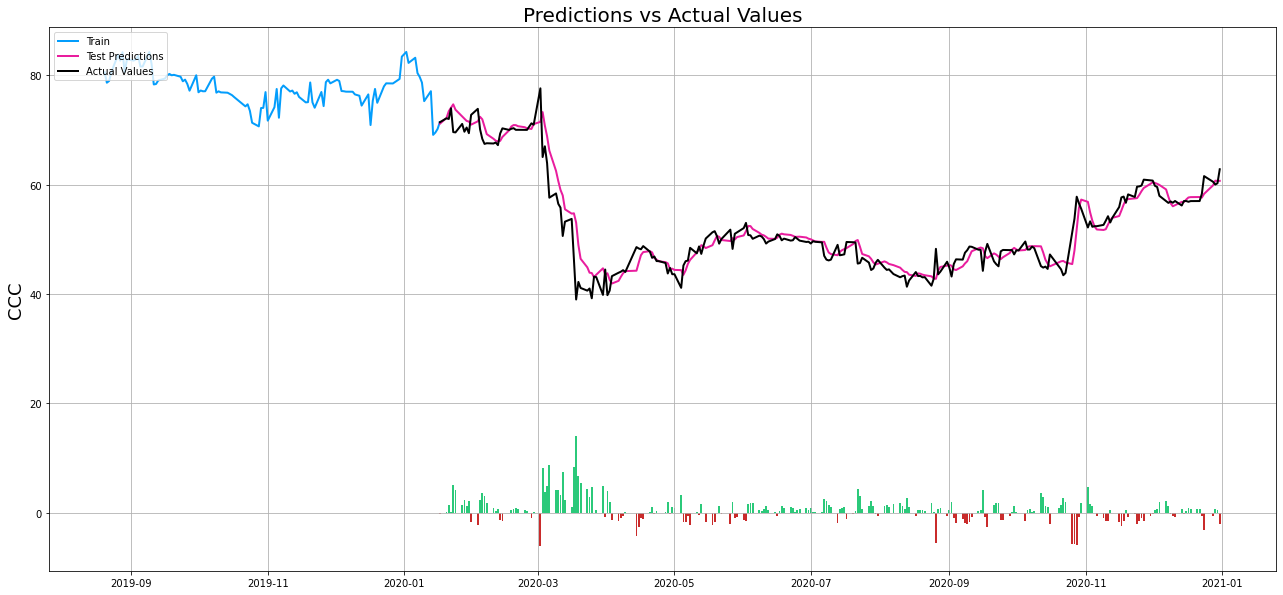 Predictions vs Actual Values
Train
Test Predictions
Actual Values
CCC
80
60
40
20
0
2019-09
2019-11
2020-01
2020-03
2020-05
2020-07
2020-09
2020-11
2021-01